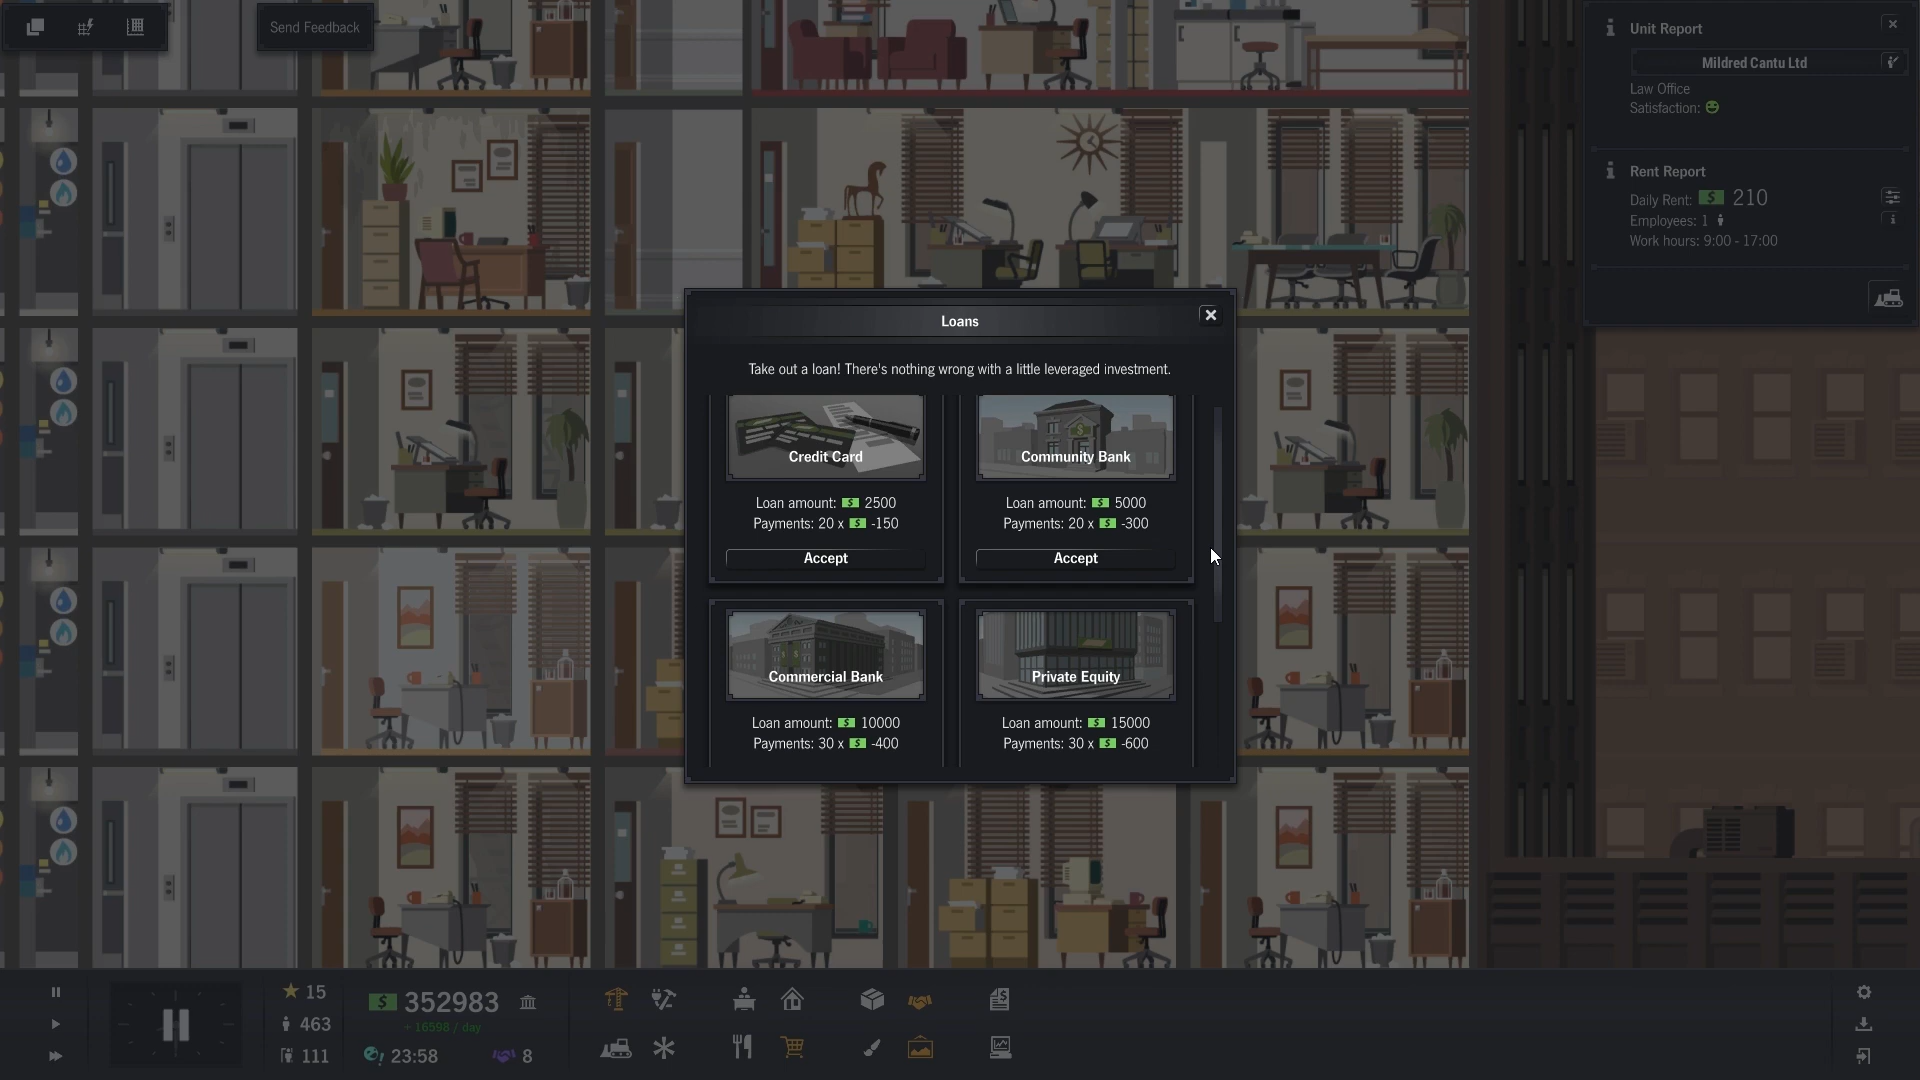 Send Feedback
Unit Report
Mildred Cantu Ltd
Law Office
Satisfaction:
Rent Report
Daily Rent: $ 210
Employees: 1
Work hours: 9:00 - 17:00
Loans
Take out a loan! There's nothing wrong with a little leveraged investment.
Credit Card
Loan amount: $ 2500
Payments: 20 x $ -150
Accept
Community Bank
Loan amount: $ 5000
Payments: 20 x $ -300
Accept
Commercial Bank
Loan amount: $ 10000
Payments: 30 x $ -400
Private Equity
Loan amount: $ 15000
Payments: 30 x $ -600
15
463
111
$ 352983
+ 16598 / day
23:58
8